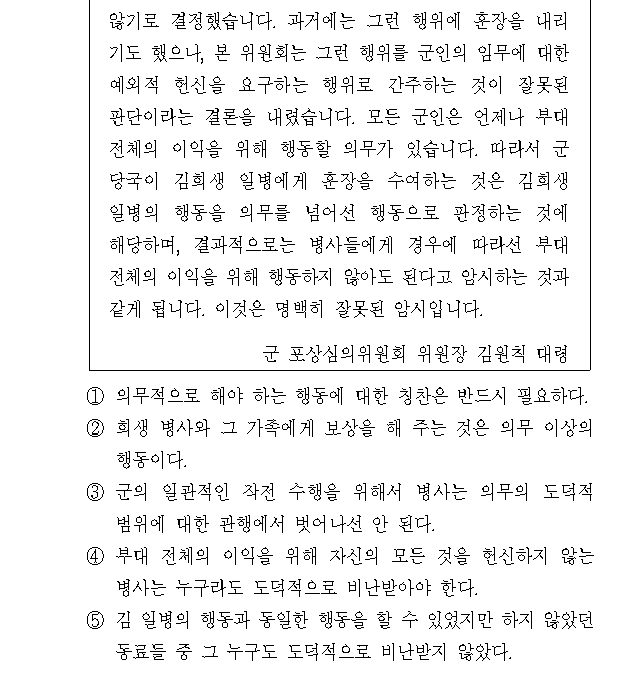 않기로 결정했습니다. 과거에는 그런 행위에 훈장을 내리
기도 했으나, 본 위원회는 그런 행위를 군인의 임무에 대한
예외적 헌신을 요구하는 행위로 간주하는 것이 잘못된
판단이라는 결론을 내렸습니다. 모든 군인은 언제나 부대
전체의 이익을 위해 행동할 의무가 있습니다. 따라서 군
당국이 김희생 일병에게 훈장을 수여하는 것은 김희생
일병의 행동을 의무를 넘어선 행동으로 판정하는 것에
해당하며, 결과적으로는 병사들에게 경우에 따라선 부대
전체의 이익을 위해 행동하지 않아도 된다고 암시하는 것과
같게 됩니다. 이것은 명백히 잘못된 암시입니다.
군 포상심의위원회 위원장 김원칙 대령
① 의무적으로 해야 하는 행동에 대한 칭찬은 반드시 필요하다.
② 희생 병사와 그 가족에게 보상을 해 주는 것은 의무 이상의
행동이다.
③ 군의 일관적인 작전 수행을 위해서 병사는 의무의 도덕적
범위에 대한 관행에서 벗어나선 안 된다.
④ 부대 전체의 이익을 위해 자신의 모든 것을 헌신하지 않는
병사는 누구라도 도덕적으로 비난받아야 한다.
⑤ 김 일병의 행동과 동일한 행동을 할 수 있었지만 하지 않았던
동료들 중 그 누구도 도덕적으로 비난받지 않았다.